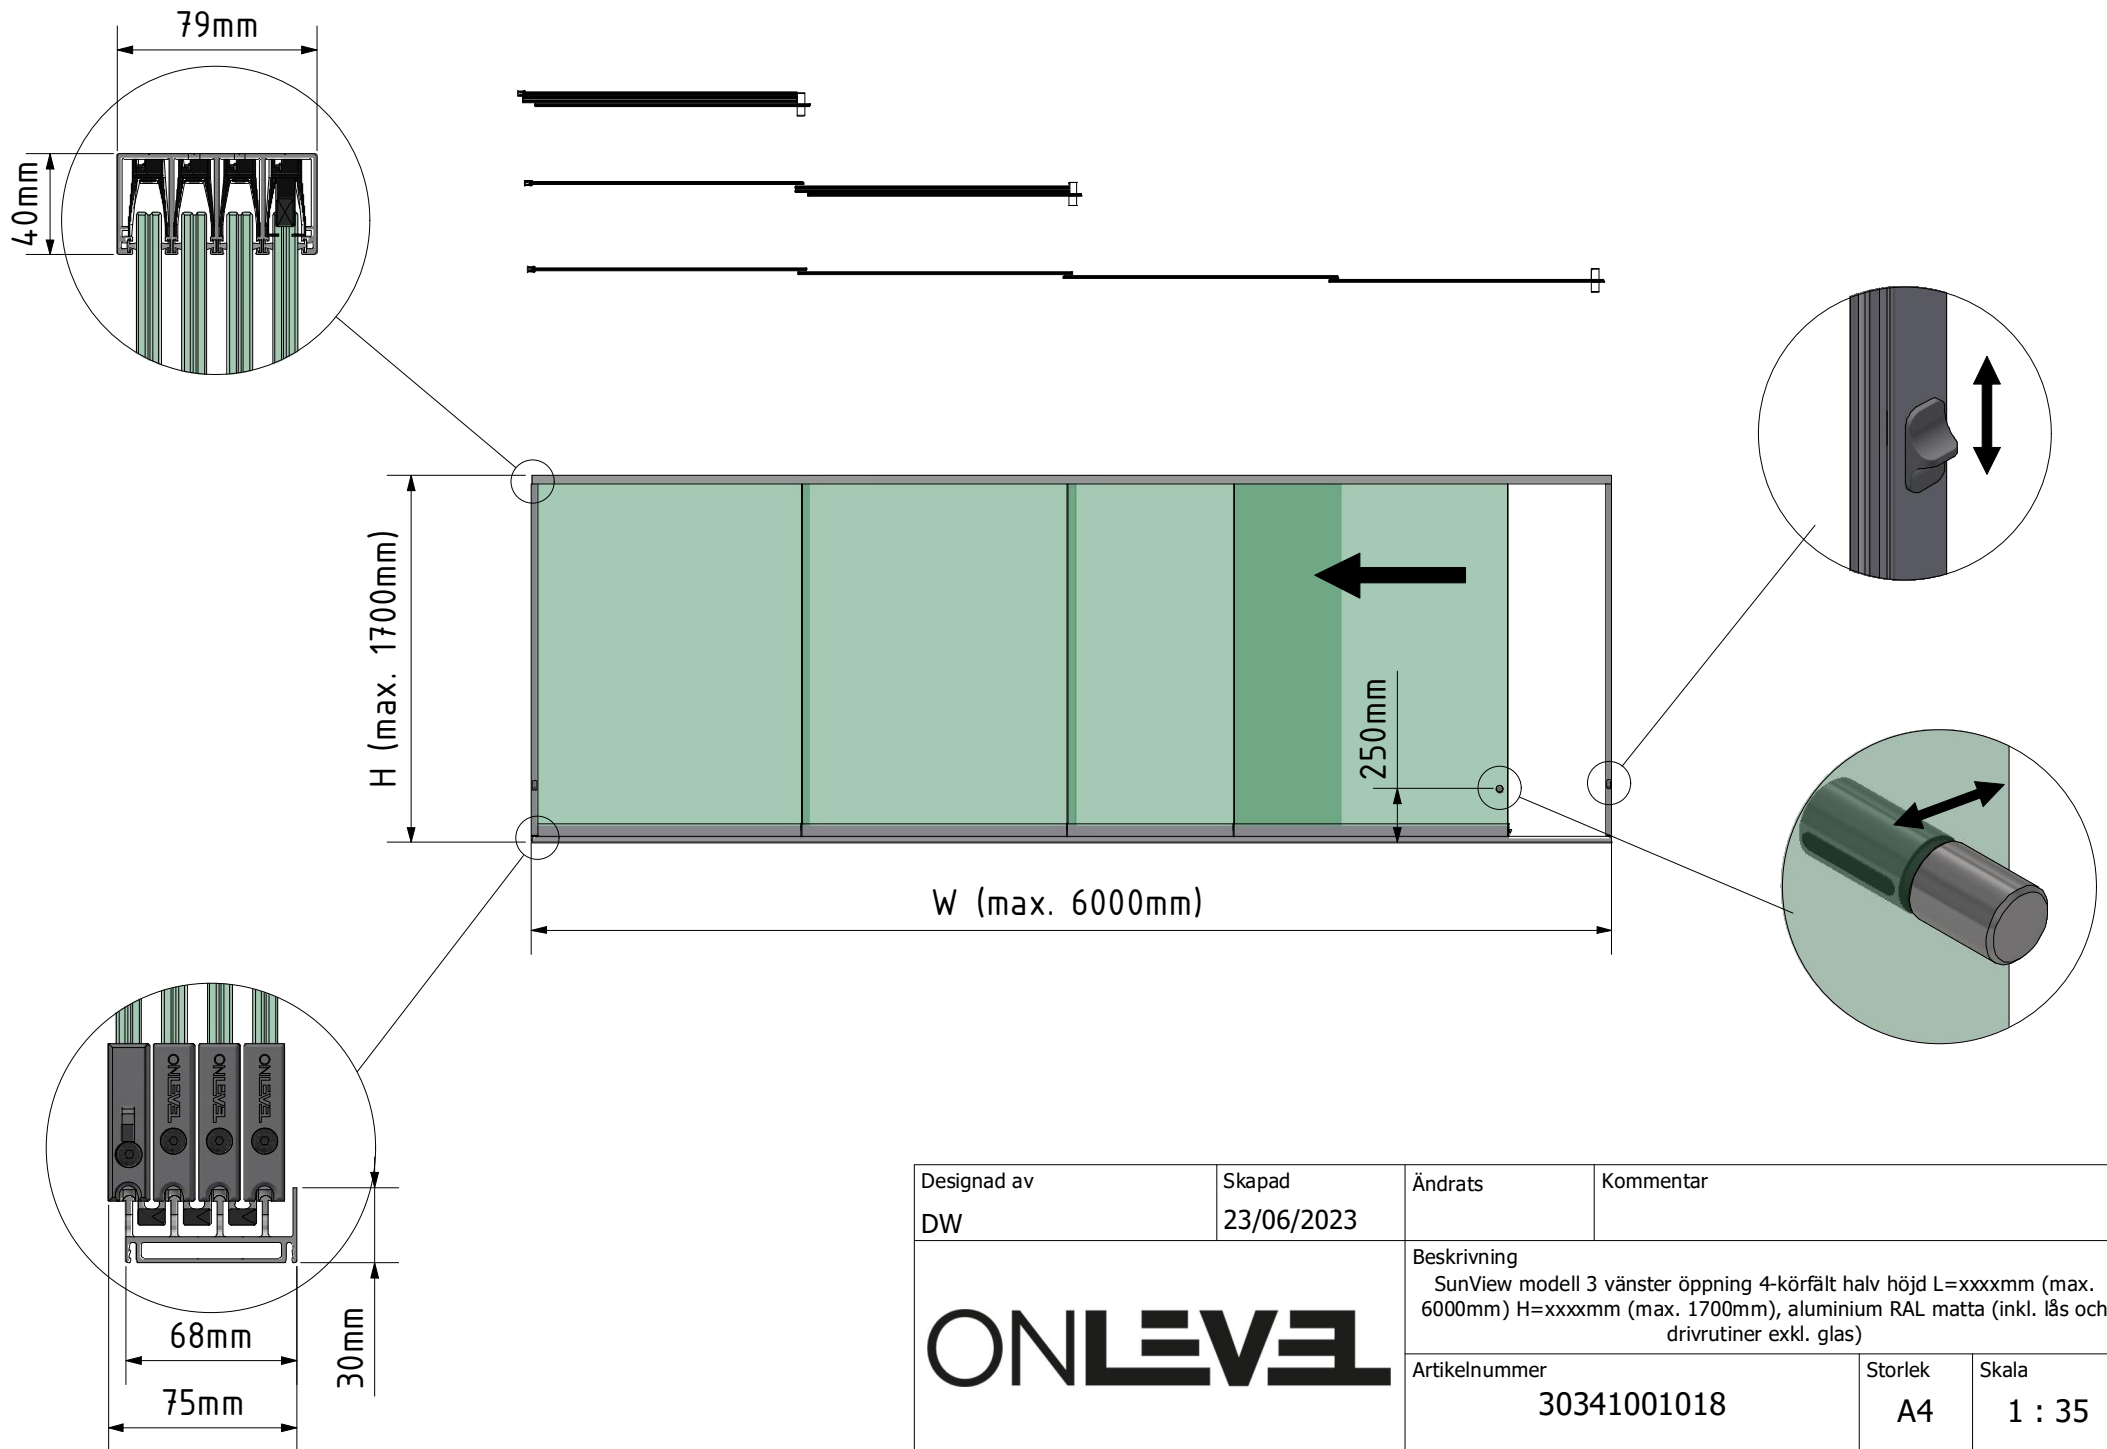 79mm
40mm
H (max. 1700mm)
250mm
W (max. 6000mm)
ONLEVEL
ONLEVEL
ONLEVEL
68mm
75mm
30mm
Designad av
DW
Skapad
23/06/2023
Ändrats
Kommentar
ONLEVEL
Beskrivning
SunView modell 3 vänster öppning 4-körfält halv höjd L=xxxxmm (max.
6000mm) H=xxxxmm (max. 1700mm), aluminium RAL matta (inkl. lås och
drivrutiner exkl. glas)
Artikelnummer
30341001018
Storlek
A4
Skala
1 : 35